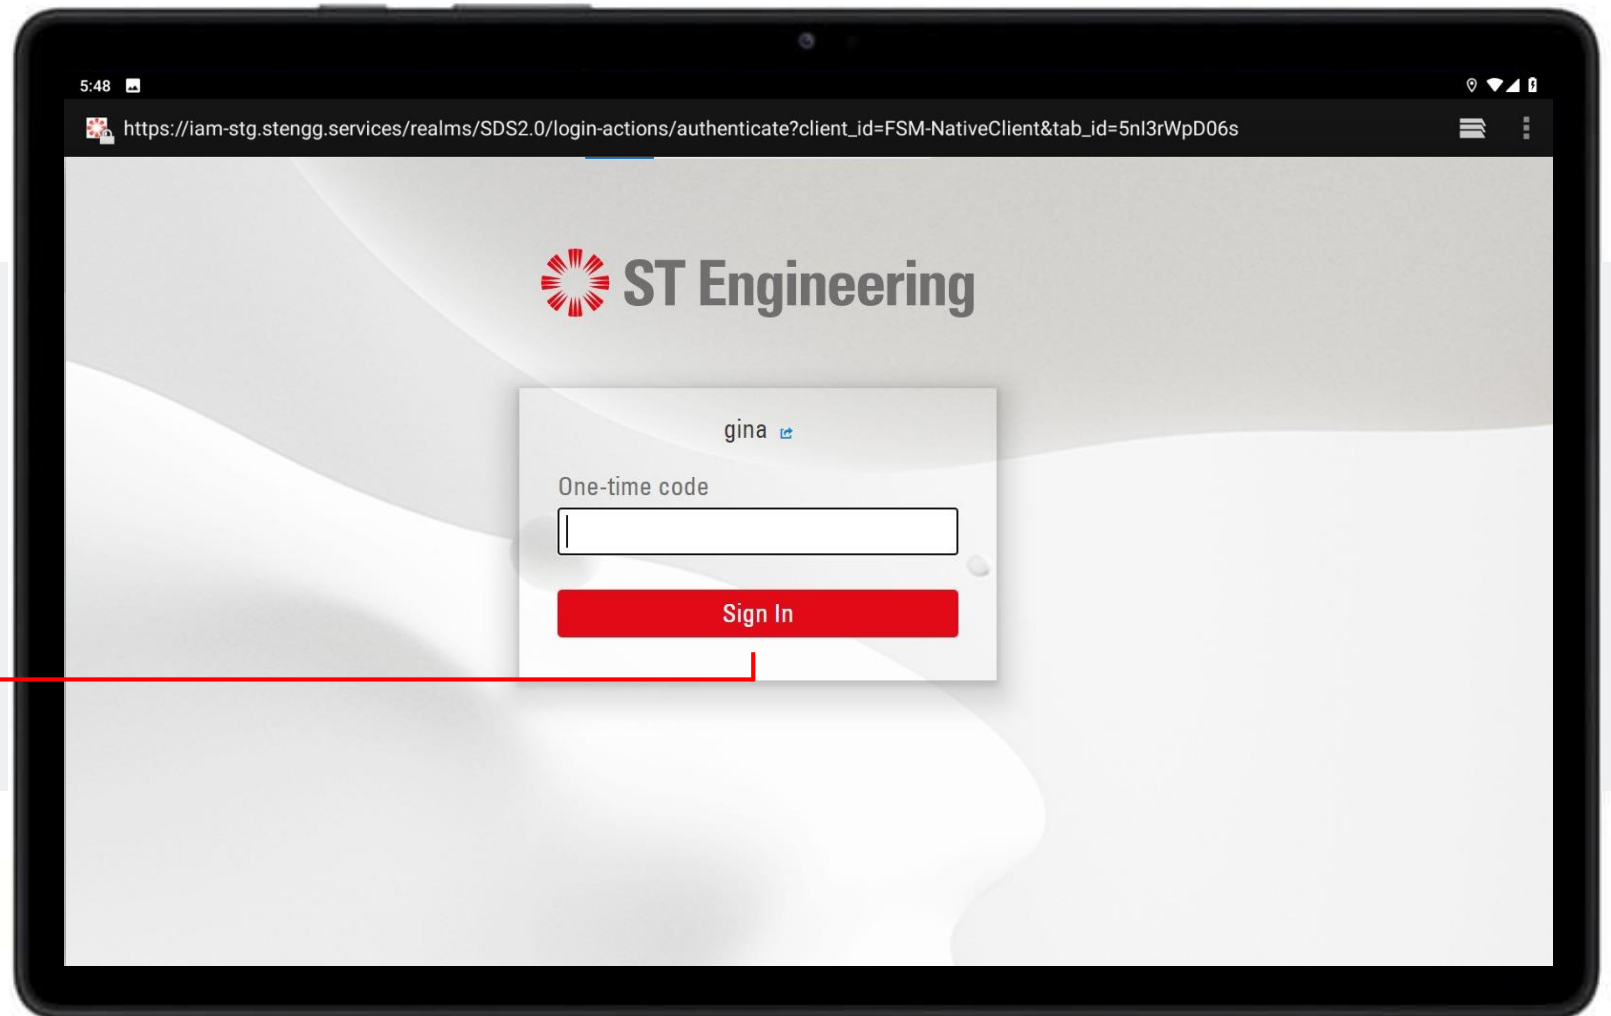 5:48
https://iam-stg.stengg.services/realms/SDS2.0/login-actions/authenticate?client_id=FSM-NativeClient&tab_id=5nI3rWpD06s
ST Engineering
gina
One-time code
Sign In